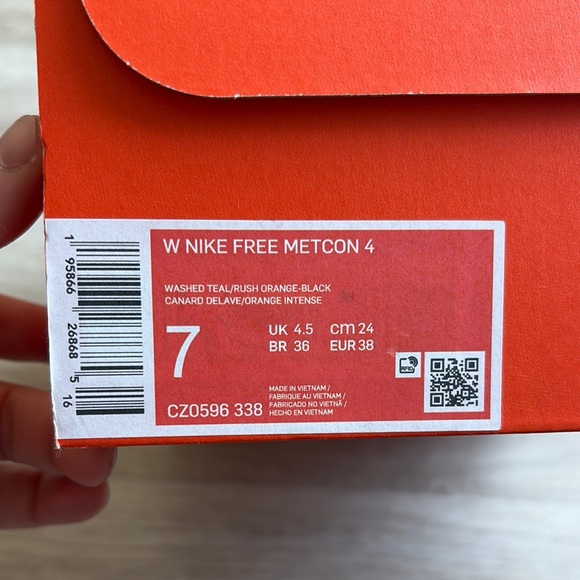 W NIKE FREE METCON 4
WASHED TEAL/RUSH ORANGE-BLACK
CANARD DELAVE/ORANGE INTENSE
7
UK 4.5 cm 24
BR 36 EUR 38
CZ0596 338
MADE IN VIETNAM /
FABRIQUE AU VIETNAM /
FABRICADO NO VIETNÃ /
HECHO EN VIETNAM
RFID
1 95866 26868 5 16